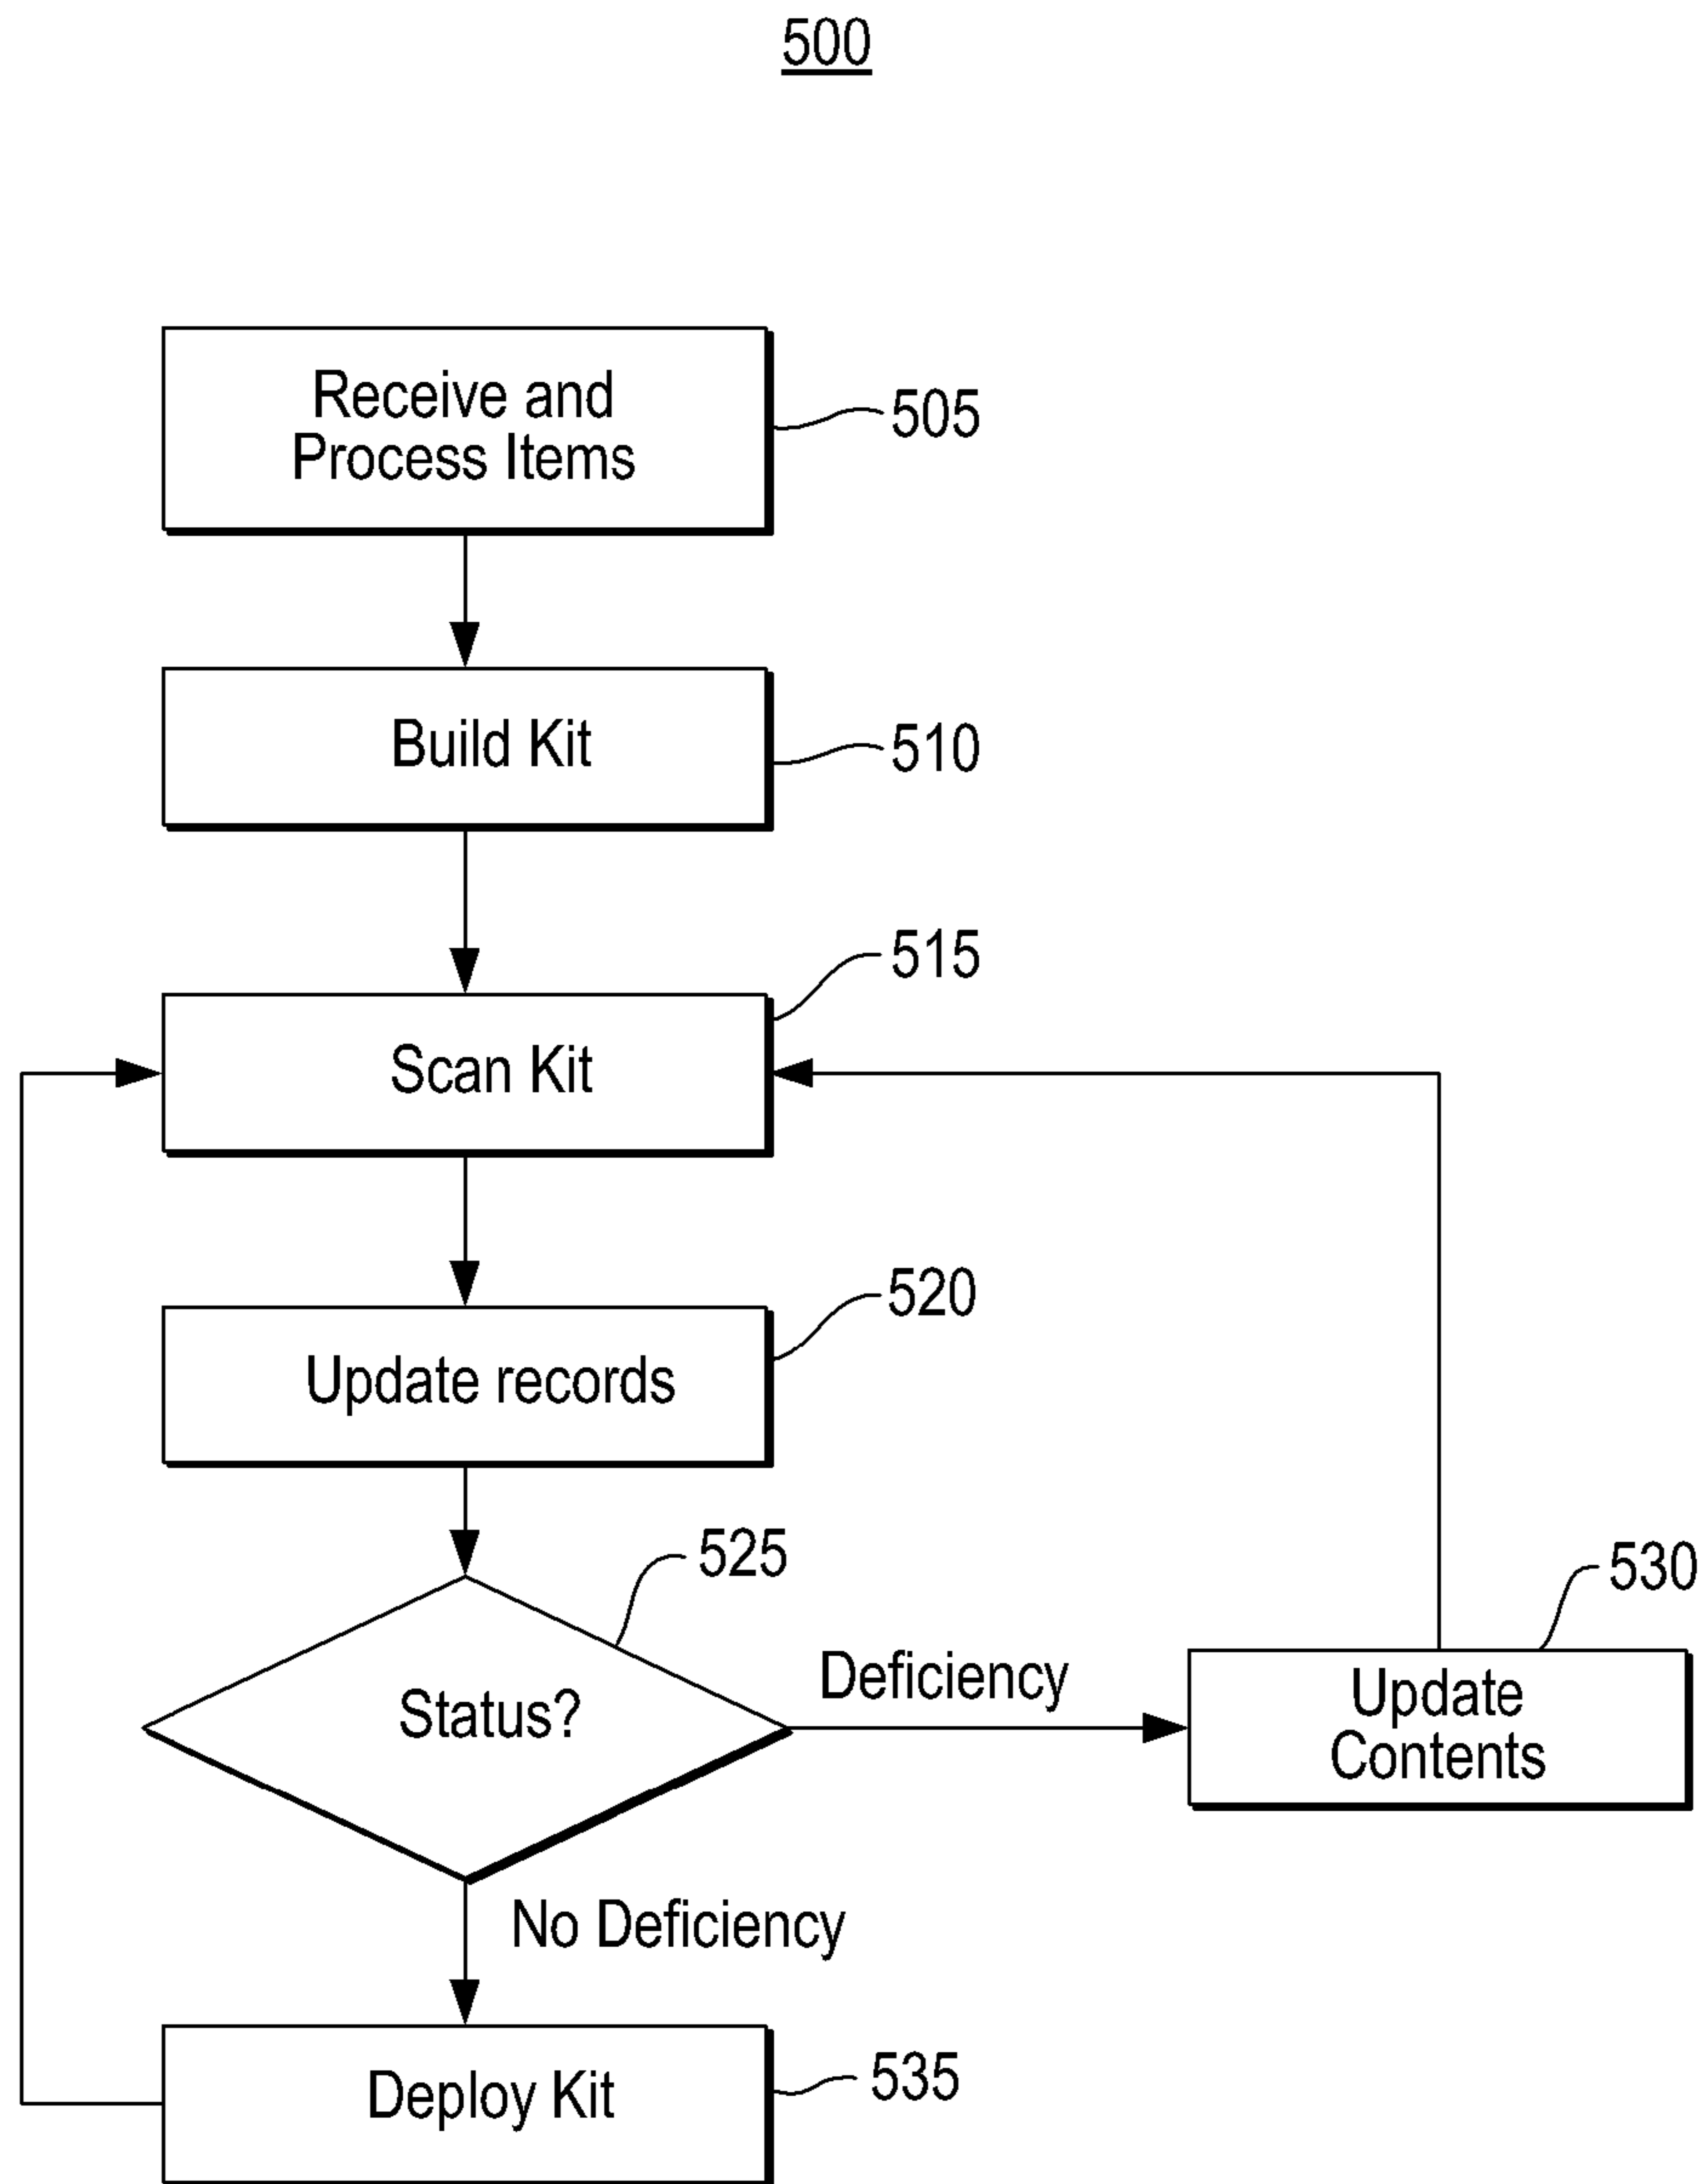 500
Receive and
Process Items
505
Build Kit
510
515
Scan Kit
520
Update records
525
530
Status?
Deficiency
Update
Contents
No Deficiency
Deploy Kit
535